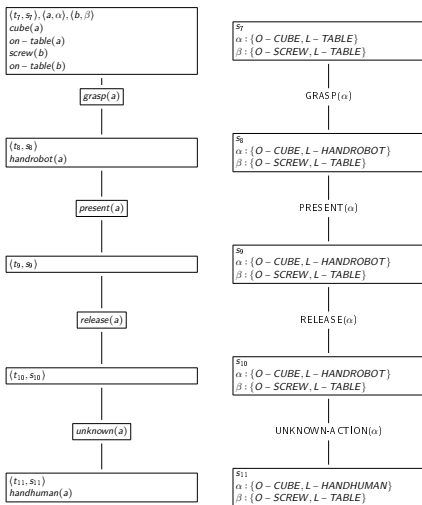 ⟨t₇, s₇⟩, ⟨a, α⟩, ⟨b, β⟩
cube(a)
on − table(a)
screw(b)
on − table(b)
grasp(a)
⟨t₈, s₈⟩
handrobot(a)
present(a)
⟨t₉, s₉⟩
release(a)
⟨t₁₀, s₁₀⟩
unknown(a)
⟨t₁₁, s₁₁⟩
handhuman(a)
s₇
α : {O − CUBE, L − TABLE}
β : {O − SCREW, L − TABLE}
GRASP(α)
s₈
α : {O − CUBE, L − HANDROBOT}
β : {O − SCREW, L − TABLE}
PRESENT(α)
s₉
α : {O − CUBE, L − HANDROBOT}
β : {O − SCREW, L − TABLE}
RELEASE(α)
s₁₀
α : {O − CUBE, L − HANDROBOT}
β : {O − SCREW, L − TABLE}
UNKNOWN-ACTION(α)
s₁₁
α : {O − CUBE, L − HANDHUMAN}
β : {O − SCREW, L − TABLE}